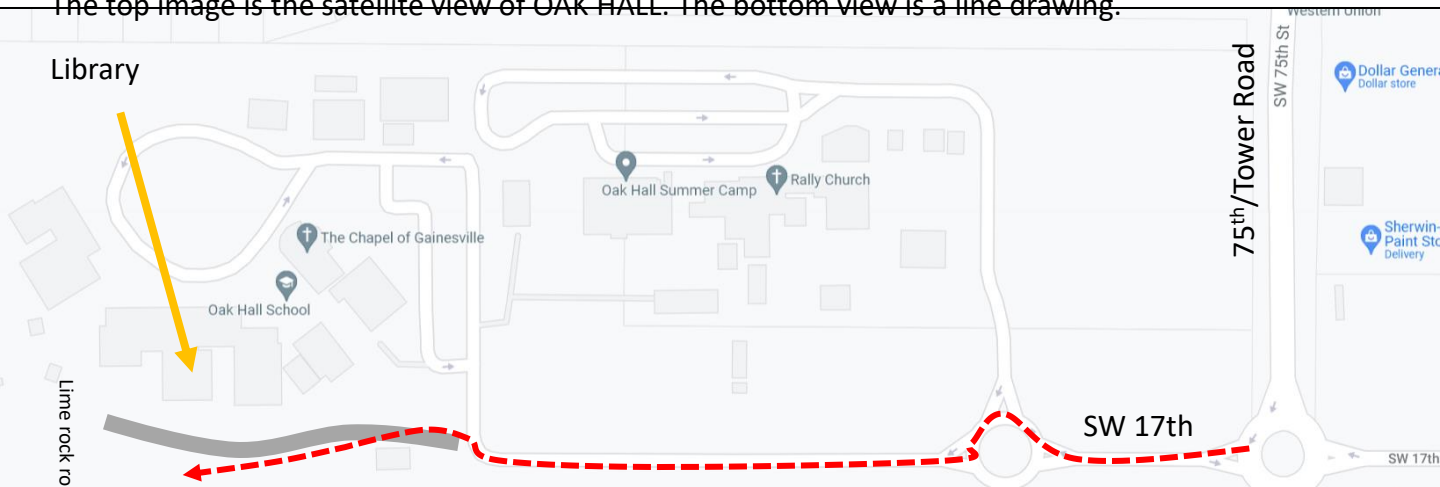 The top image is the satellite view of OAK HALL. The bottom view is a line drawing.
Western Union
Library
SW 75th St
75th/Tower Road
Dollar Genera
Dollar store
Oak Hall Summer Camp
Rally Church
The Chapel of Gainesville
Sherwin-
Paint Sto
Delivery
Oak Hall School
Lime rock ro
SW 17th
SW 17th